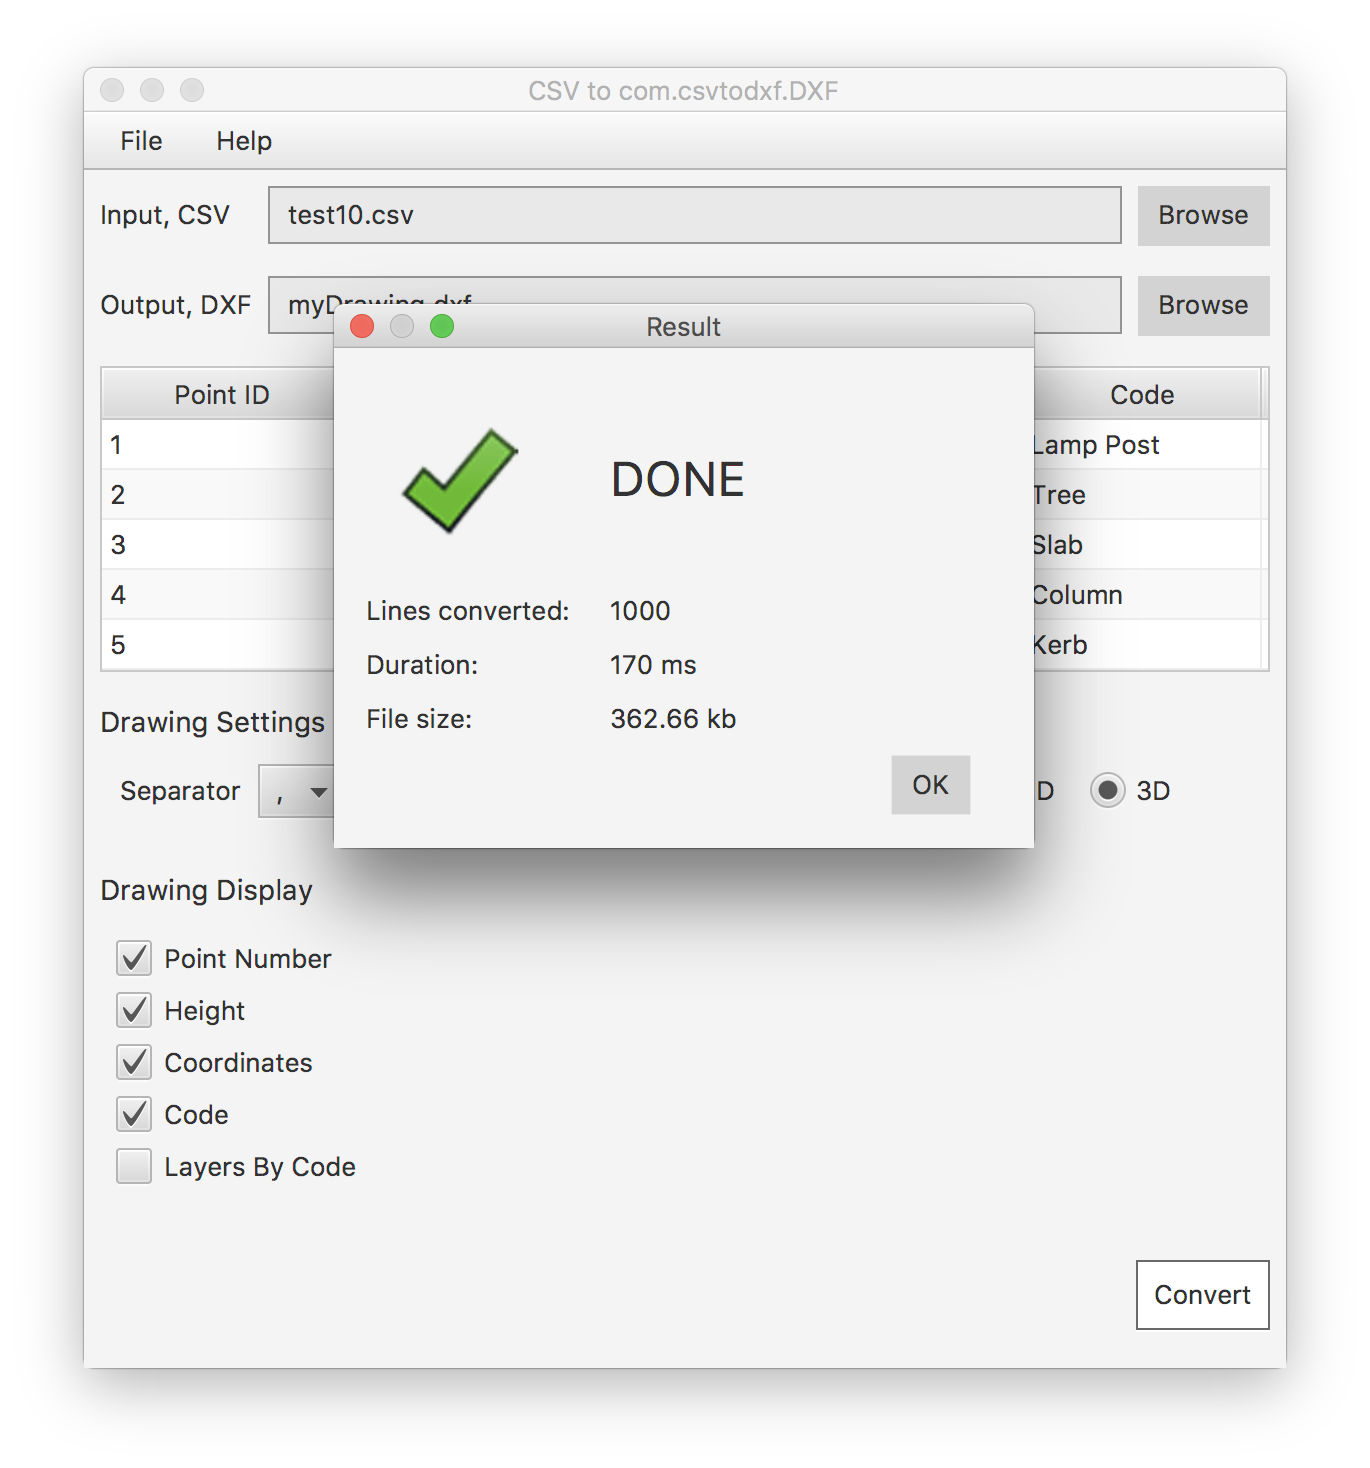 CSV to com.csvtodxf.DXF
File Help
Input, CSV test10.csv Browse
Output, DXF myDrawing.dxf Browse
Result
Point ID Code
1 Lamp Post
2 Tree
3 Slab
4 Column
5 Kerb
DONE
Lines converted: 1000
Duration: 170 ms
File size: 362.66 kb
OK
Drawing Settings
Separator , D 3D
Drawing Display
Point Number
Height
Coordinates
Code
Layers By Code
Convert